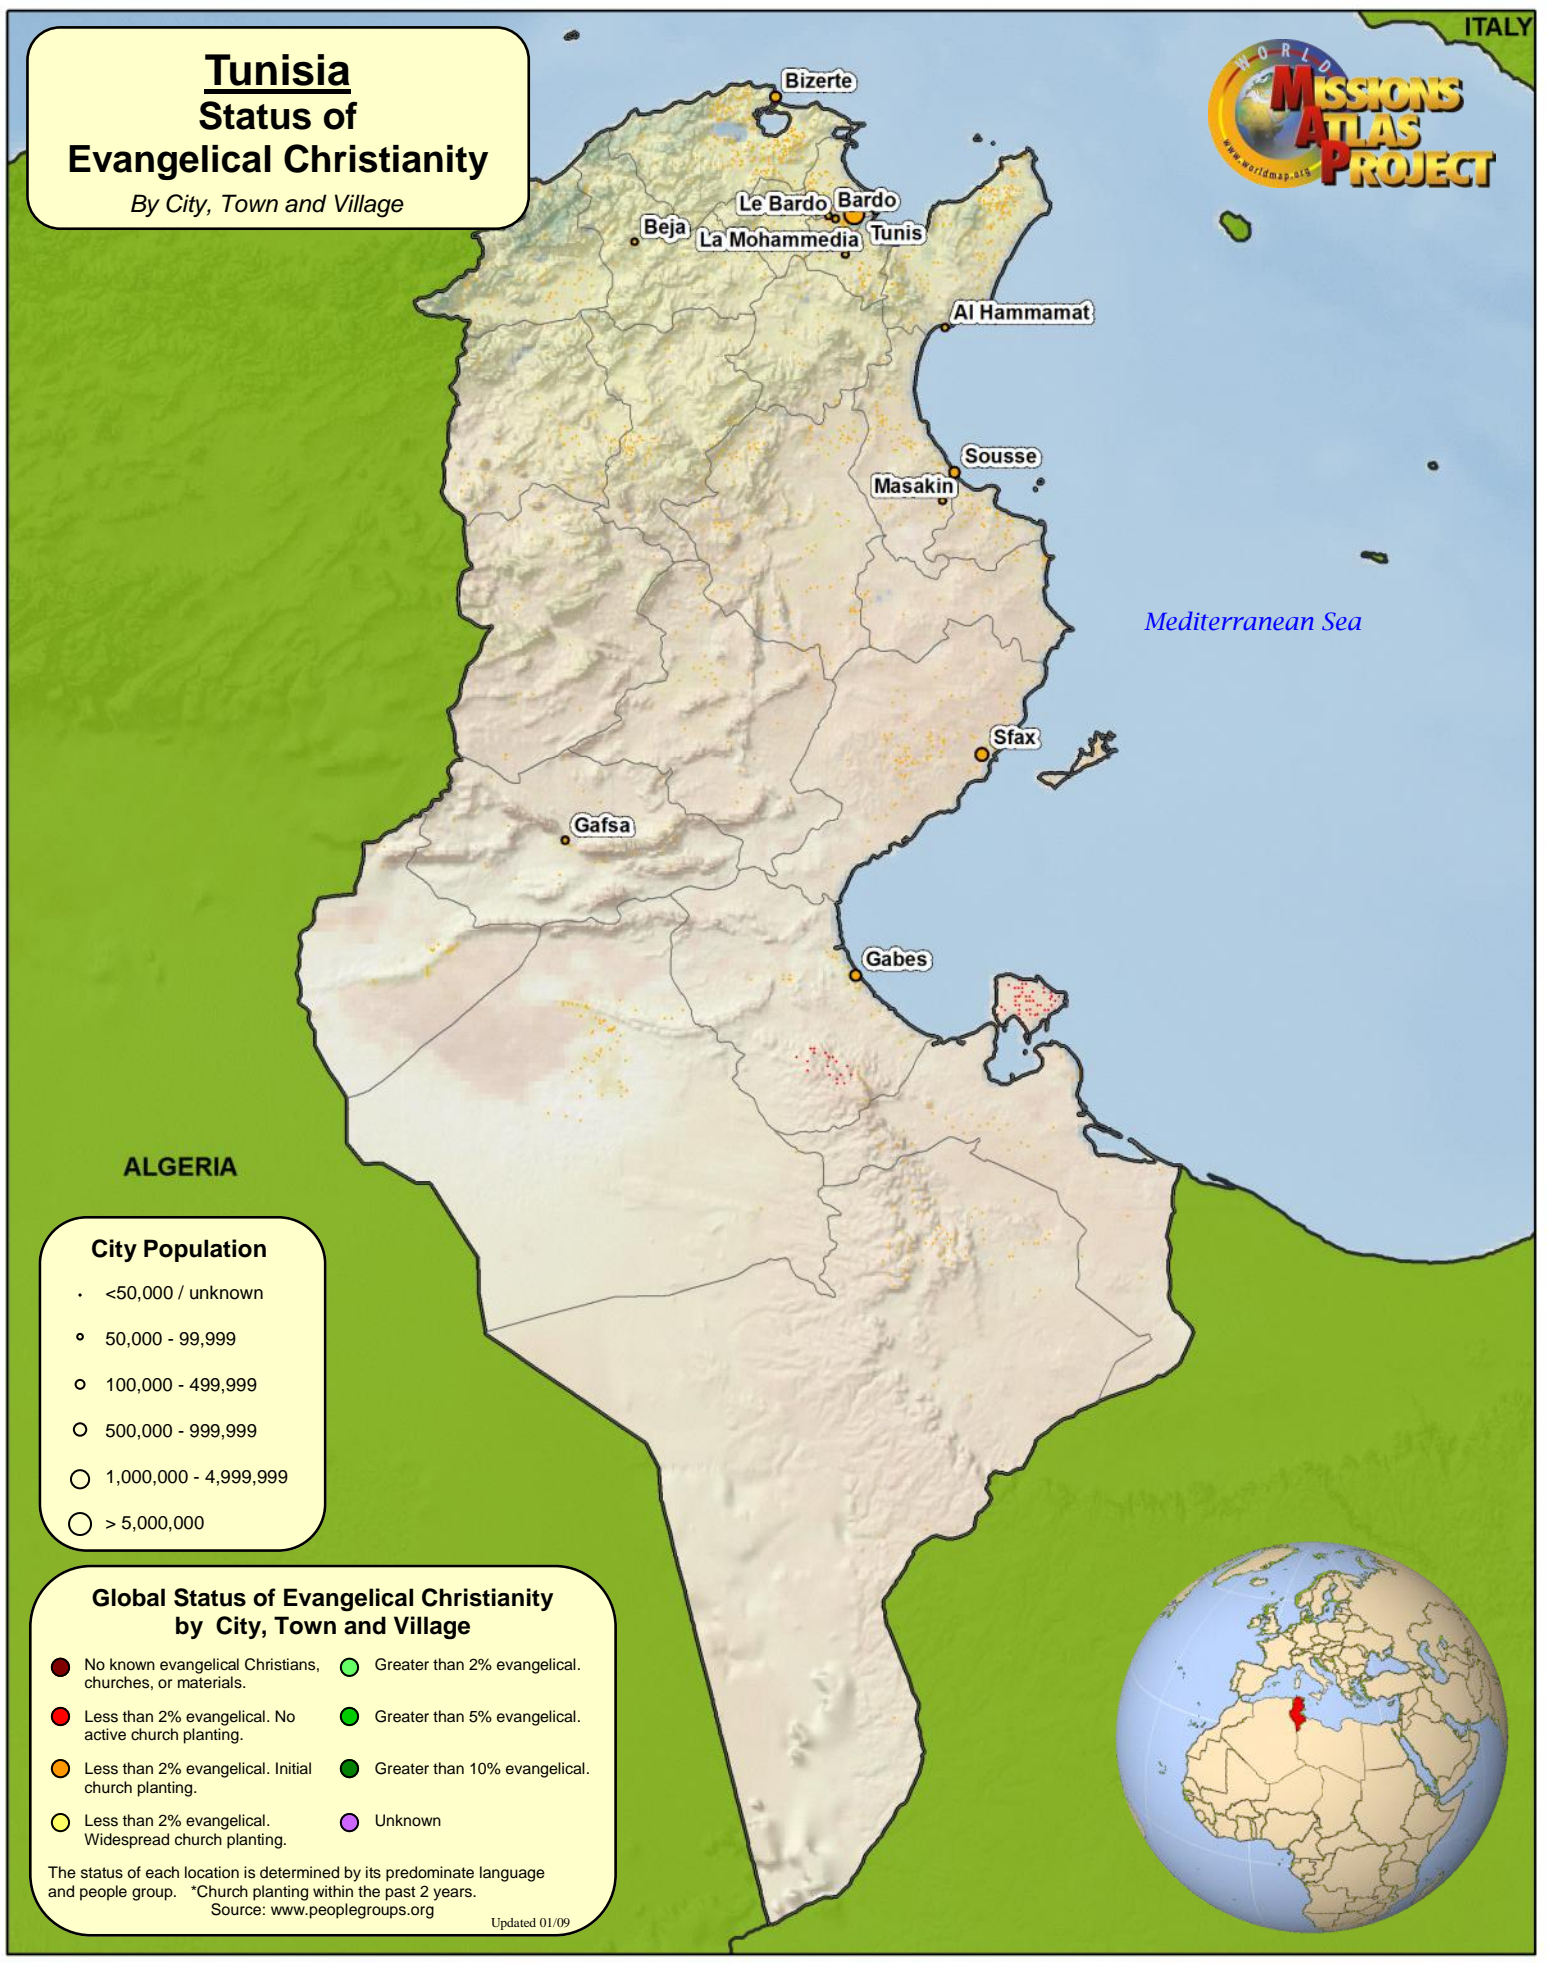 Tunisia
Status of
Evangelical Christianity
By City, Town and Village
ITALY
WORLD
MISSIONS
ATLAS
PROJECT
www.worldmap.org
Bizerte
Le Bardo
Bardo
Beja
La Mohammedia
Tunis
Al Hammamat
Sousse
Masakin
Mediterranean Sea
Sfax
Gafsa
Gabes
ALGERIA
City Population
<50,000 / unknown
50,000 - 99,999
100,000 - 499,999
500,000 - 999,999
1,000,000 - 4,999,999
> 5,000,000
Global Status of Evangelical Christianity
by City, Town and Village
No known evangelical Christians,
churches, or materials.
Less than 2% evangelical. No
active church planting.
Less than 2% evangelical. Initial
church planting.
Less than 2% evangelical.
Widespread church planting.
Greater than 2% evangelical.
Greater than 5% evangelical.
Greater than 10% evangelical.
Unknown
The status of each location is determined by its predominate language
and people group. *Church planting within the past 2 years.
Source: www.peoplegroups.org
Updated 01/09